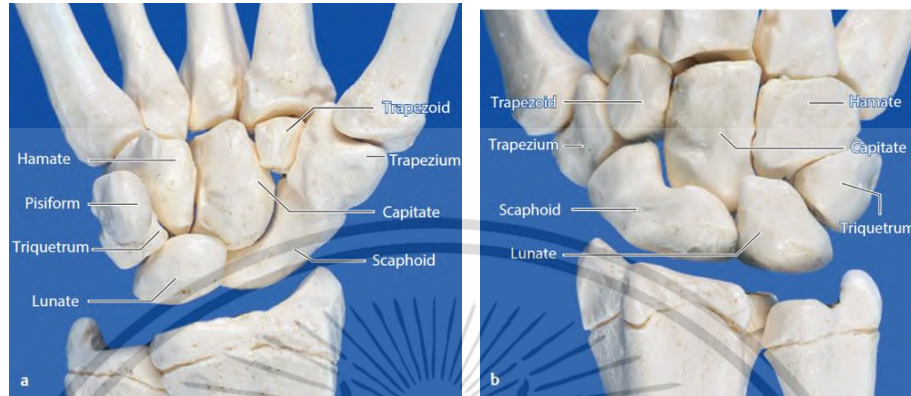 Trapezoid
Hamate
Trapezium
Pisiform
Capitate
Triquetrum
Scaphoid
Lunate
a
Trapezoid
Hamate
Trapezium
Capitate
Scaphoid
Triquetrum
Lunate
b